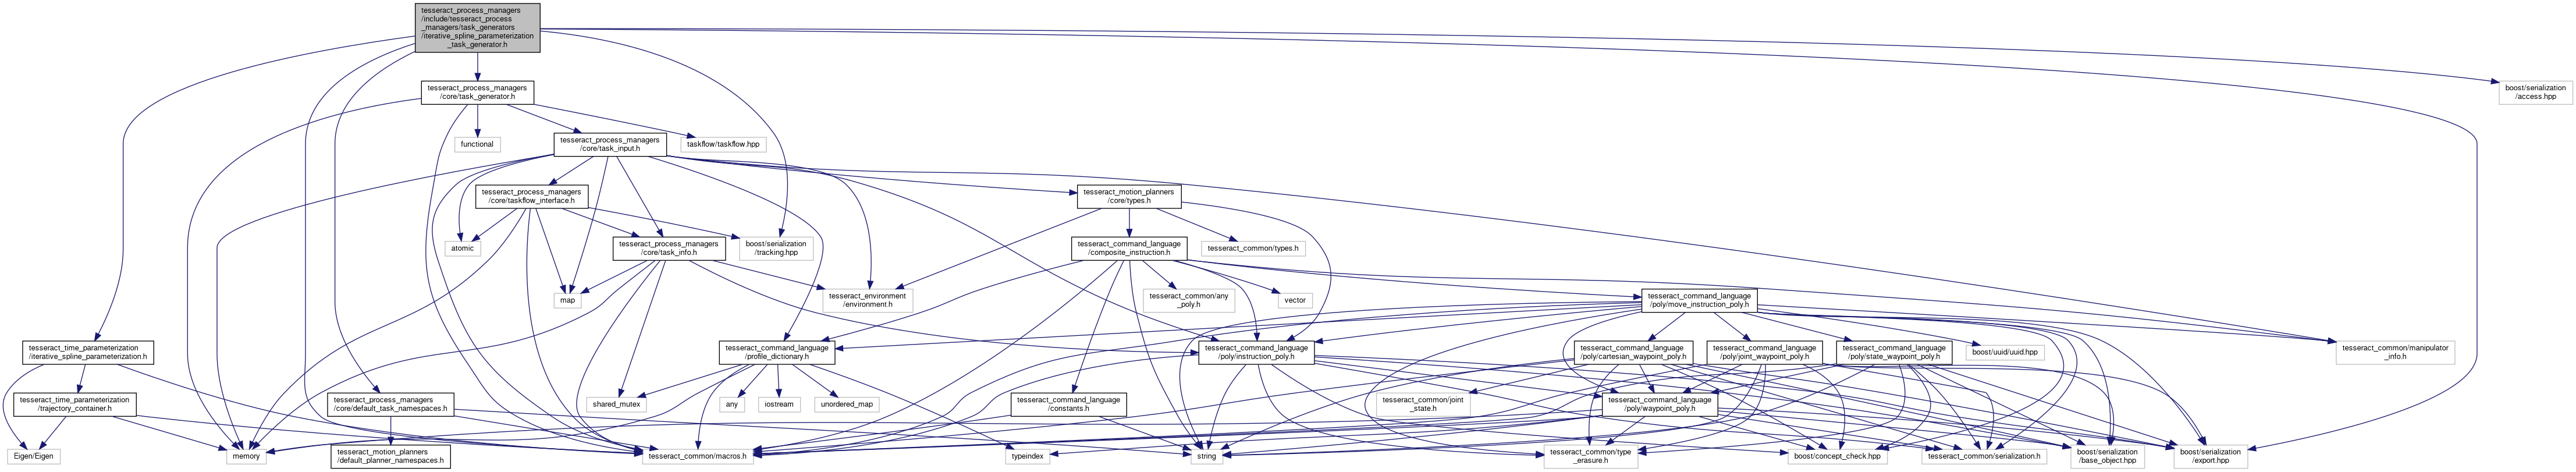 tesseract_process_managers
/include/tesseract_process
_managers/task_generators
/iterative_spline_parameterization
_task_generator.h
tesseract_process_managers
/core/task_generator.h
boost/serialization
/access.hpp
functional
tesseract_process_managers
/core/task_input.h
taskflow/taskflow.hpp
tesseract_process_managers
/core/taskflow_interface.h
tesseract_motion_planners
/core/types.h
atomic
tesseract_process_managers
/core/task_info.h
boost/serialization
/tracking.hpp
tesseract_command_language
/composite_instruction.h
tesseract_common/types.h
map
tesseract_environment
/environment.h
tesseract_common/any
_poly.h
vector
tesseract_command_language
/poly/move_instruction_poly.h
tesseract_time_parameterization
/iterative_spline_parameterization.h
tesseract_command_language
/profile_dictionary.h
tesseract_command_language
/poly/instruction_poly.h
tesseract_command_language
/poly/cartesian_waypoint_poly.h
tesseract_command_language
/poly/joint_waypoint_poly.h
tesseract_command_language
/poly/state_waypoint_poly.h
boost/uuid/uuid.hpp
tesseract_common/manipulator
_info.h
tesseract_time_parameterization
/trajectory_container.h
tesseract_process_managers
/core/default_task_namespaces.h
shared_mutex
any
iostream
unordered_map
tesseract_command_language
/constants.h
tesseract_common/joint
_state.h
tesseract_command_language
/poly/waypoint_poly.h
Eigen/Eigen
memory
tesseract_motion_planners
/default_planner_namespaces.h
tesseract_common/macros.h
typeindex
string
tesseract_common/type
_erasure.h
boost/concept_check.hpp
tesseract_common/serialization.h
boost/serialization
/base_object.hpp
boost/serialization
/export.hpp